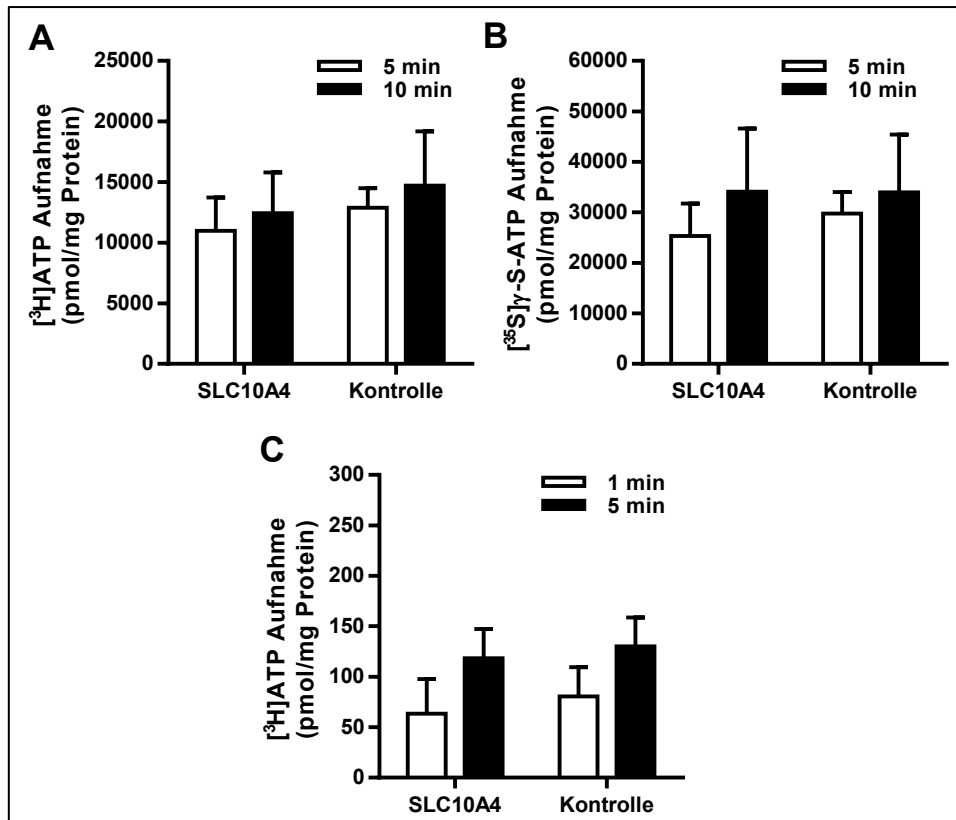 A
[³H]ATP Aufnahme
(pmol/mg Protein)
25000
20000
15000
10000
5000
0
5 min
10 min
SLC10A4
Kontrolle
B
[³⁵S]γ-S-ATP Aufnahme
(pmol/mg Protein)
60000
50000
40000
30000
20000
10000
0
5 min
10 min
SLC10A4
Kontrolle
C
[³H]ATP Aufnahme
(pmol/mg Protein)
300
250
200
150
100
50
0
1 min
5 min
SLC10A4
Kontrolle